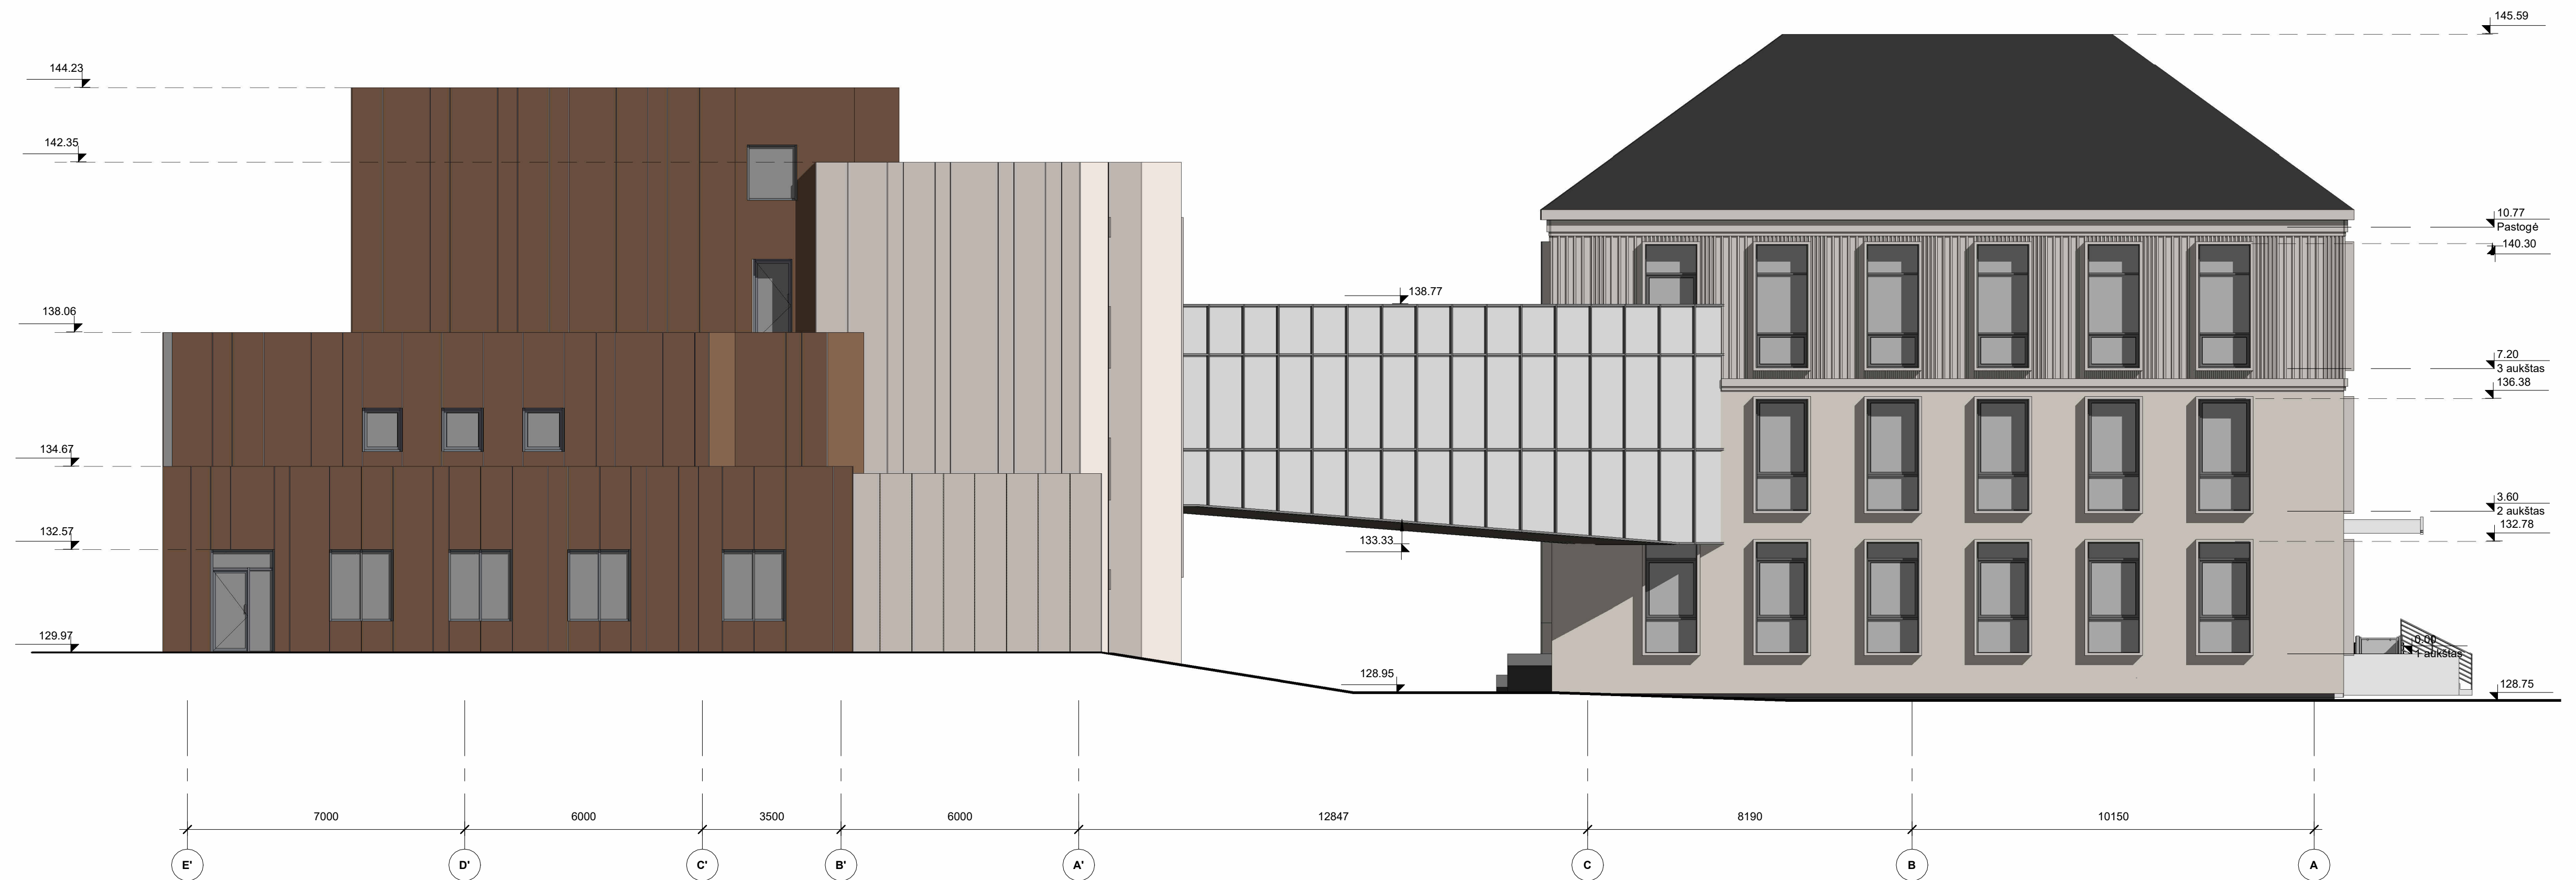 145.59
144.23
142.35
10.77
Pastogė
140.30
138.77
138.06
7.20
3 aukštas
136.38
134.67
3.60
2 aukštas
132.78
132.57
133.33
0.00
1 aukštas
129.97
128.95
128.75
7000
6000
3500
6000
12847
8190
10150
E'
D'
C'
B'
A'
C
B
A